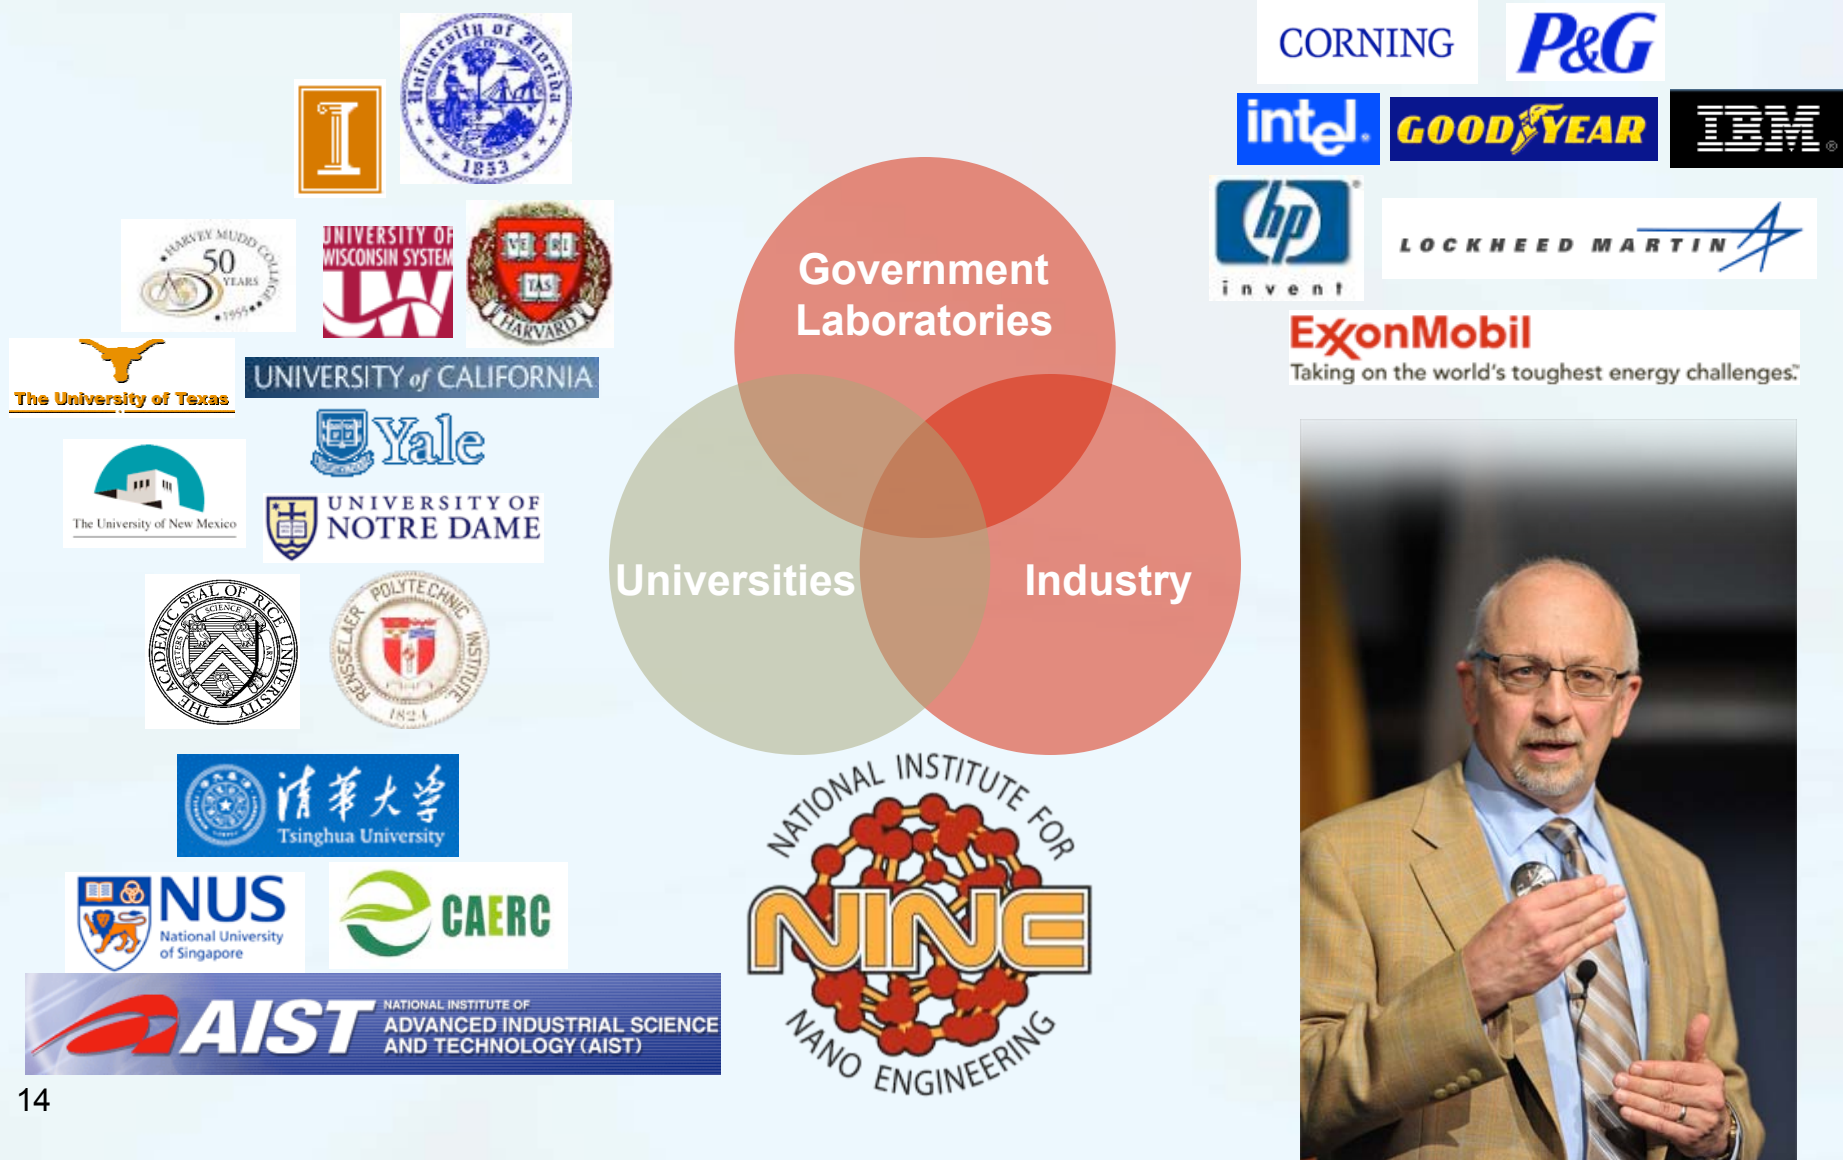 University of Florida
1853
I
HARVEY MUDD COLLEGE
50
YEARS
1955
UNIVERSITY OF
WISCONSIN SYSTEM
UW
VE RI
TAS
HARVARD
The University of Texas
UNIVERSITY of CALIFORNIA
Yale
The University of New Mexico
UNIVERSITY OF
NOTRE DAME
THE ACADEMIC SEAL OF RICE UNIVERSITY
LETTERS SCIENCE ART
RENSSELAER POLYTECHNIC INSTITUTE
1824
清華大学
Tsinghua University
NUS
National University
of Singapore
CAERC
AIST
NATIONAL INSTITUTE OF
ADVANCED INDUSTRIAL SCIENCE
AND TECHNOLOGY (AIST)
14
Government
Laboratories
Universities
Industry
NATIONAL INSTITUTE FOR
NINE
NANO ENGINEERING
CORNING
P&G
intel.
GOODYEAR
IBM®
hp®
invent
LOCKHEED MARTIN
ExxonMobil
Taking on the world's toughest energy challenges.™